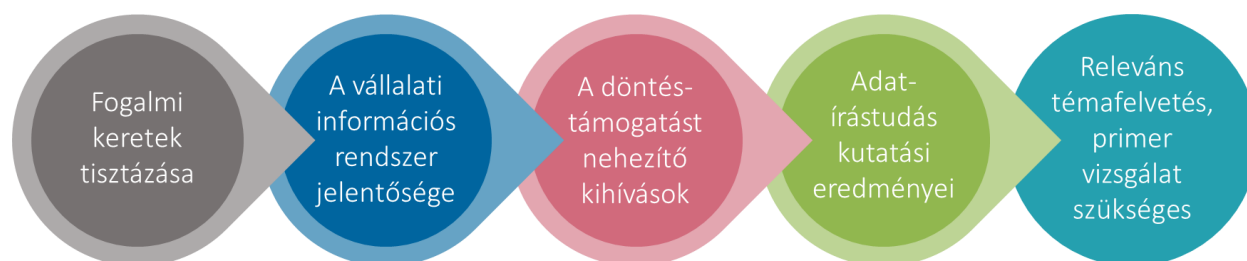 Fogalmi
keretek
tisztázása
A vállalati
információs
rendszer
jelentősége
A döntés-
támogatást
nehezítő
kihívások
Adat-
írástudás
kutatási
eredményei
Releváns
témafelvetés,
primer
vizsgálat
szükséges